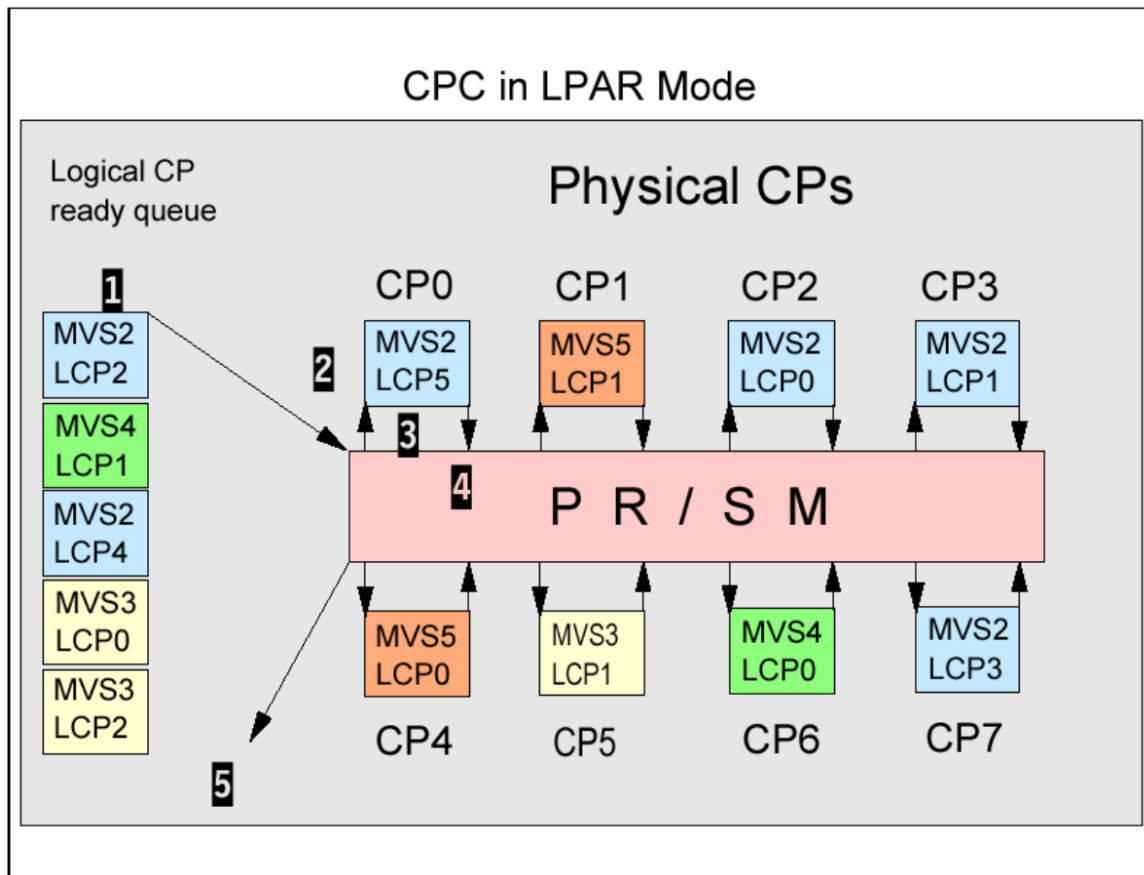 CPC in LPAR Mode
Logical CP
ready queue
Physical CPs
1
MVS2
LCP2
MVS4
LCP1
MVS2
LCP4
MVS3
LCP0
MVS3
LCP2
2
CP0
MVS2
LCP5
CP1
MVS5
LCP1
CP2
MVS2
LCP0
CP3
MVS2
LCP1
3
4
P R / S M
MVS5
LCP0
CP4
MVS3
LCP1
CP5
MVS4
LCP0
CP6
MVS2
LCP3
CP7
5